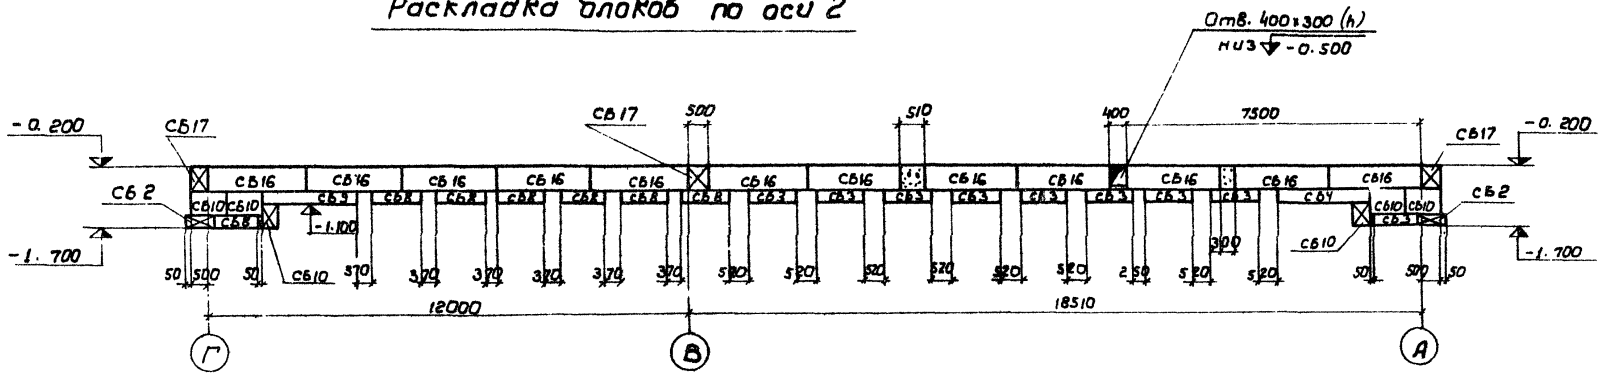 Раскладка блоков по оси 2
Отв. 400х300 (h)
низ -0.500
СБ17 500 510 400 7500
-0.200 СБ17 СБ17 -0.200
СБ16 СБ16 СБ16 СБ16 СБ16 СБ16 СБ16 СБ16 СБ16 СБ16 СБ16 СБ16
СБ2 СБ10 СБ10 СБ9 СБ8 СБ8 СБ8 СБ8 СБ8 СБ8 СБ3 СБ3 СБ3 СБ3 СБ3 СБ3 СБ3 СБ4 СБ10 СБ10 СБ2
СБ8 -1.100 СБ3
-1.700 300 СБ10 -1.700
50 500 50 СБ10 370 370 370 370 370 370 520 520 520 520 520 520 250 520 520 50 500 50
12000 18510
Г В А